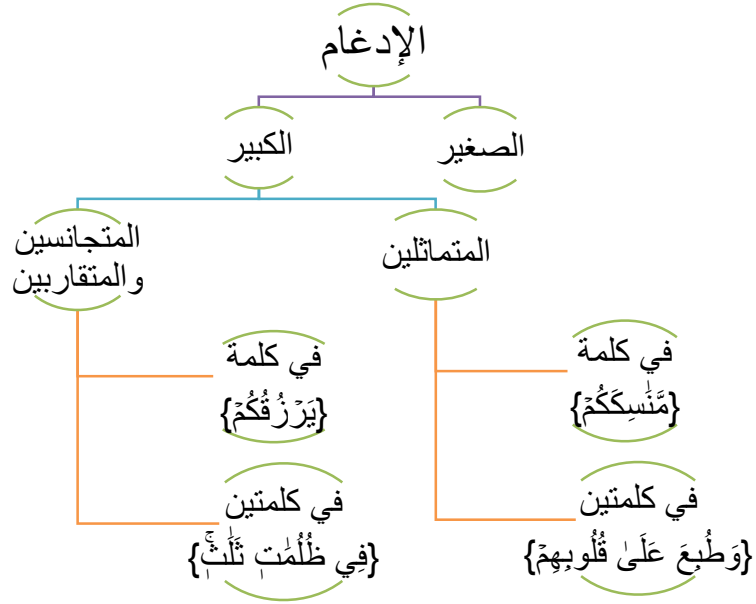 الإدغام
الصغير
الكبير
المتماثلين
المتجانسين
والمتقاربين
في كلمة
{مَّنَٰسِكَكُمۡ}
في كلمة
{يَرۡزُقُكُمۡ}
في كلمتين
{وَطُبِعَ عَلَىٰ قُلُوبِهِمۡ}
في كلمتين
{فِي ظُلُمَٰتٖ ثَلَٰثٖۚ}